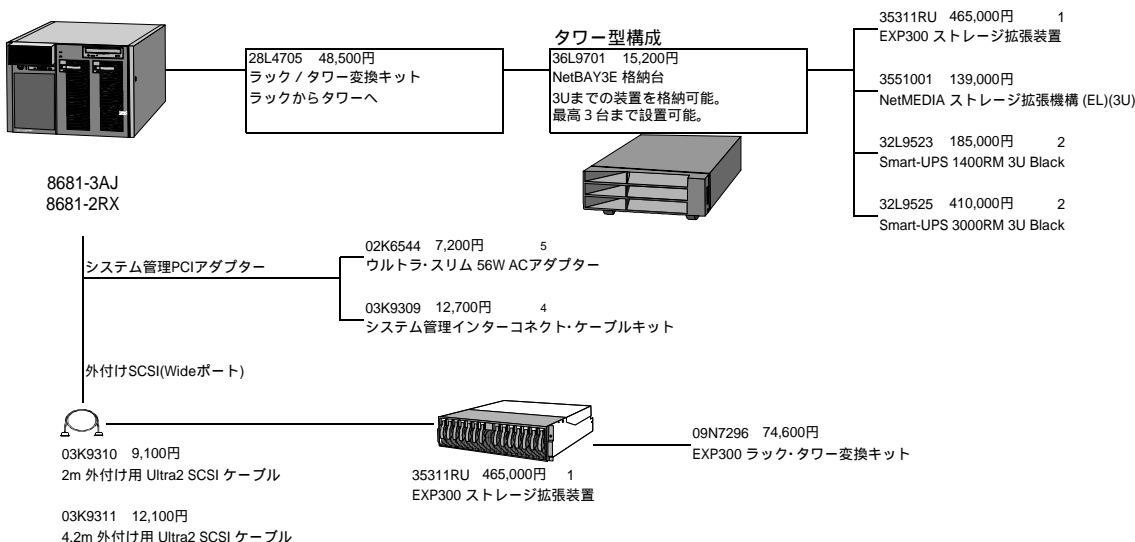 8681-3AJ
8681-2RX
28L4705 48,500円
ラック / タワー変換キット
ラックからタワーへ
タワー型構成
36L9701 15,200円
NetBAY3E 格納台
3Uまでの装置を格納可能。
最高３台まで設置可能。
35311RU 465,000円 1
EXP300 ストレージ拡張装置
3551001 139,000円
NetMEDIA ストレージ拡張機構 (EL)(3U)
32L9523 185,000円 2
Smart-UPS 1400RM 3U Black
32L9525 410,000円 2
Smart-UPS 3000RM 3U Black
システム管理PCIアダプター
02K6544 7,200円 5
ウルトラ・スリム 56W ACアダプター
03K9309 12,700円 4
システム管理インターコネクト・ケーブルキット
外付けSCSI(Wideポート)
03K9310 9,100円
2m 外付け用 Ultra2 SCSI ケーブル
03K9311 12,100円
4.2m 外付け用 Ultra2 SCSI ケーブル
35311RU 465,000円 1
EXP300 ストレージ拡張装置
09N7296 74,600円
EXP300 ラック・タワー変換キット